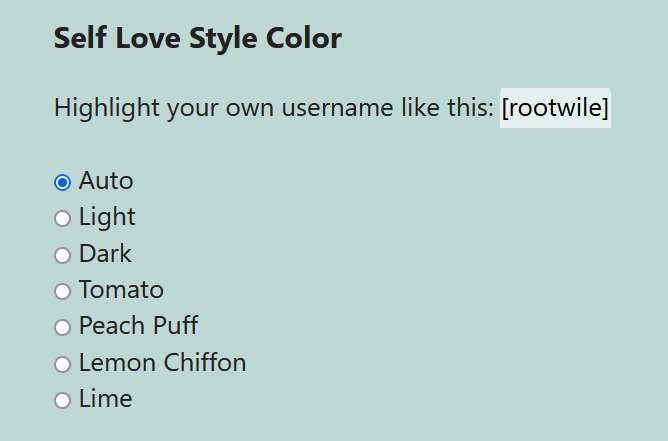 Self Love Style Color
Highlight your own username like this: [rootwile]
Auto
Light
Dark
Tomato
Peach Puff
Lemon Chiffon
Lime